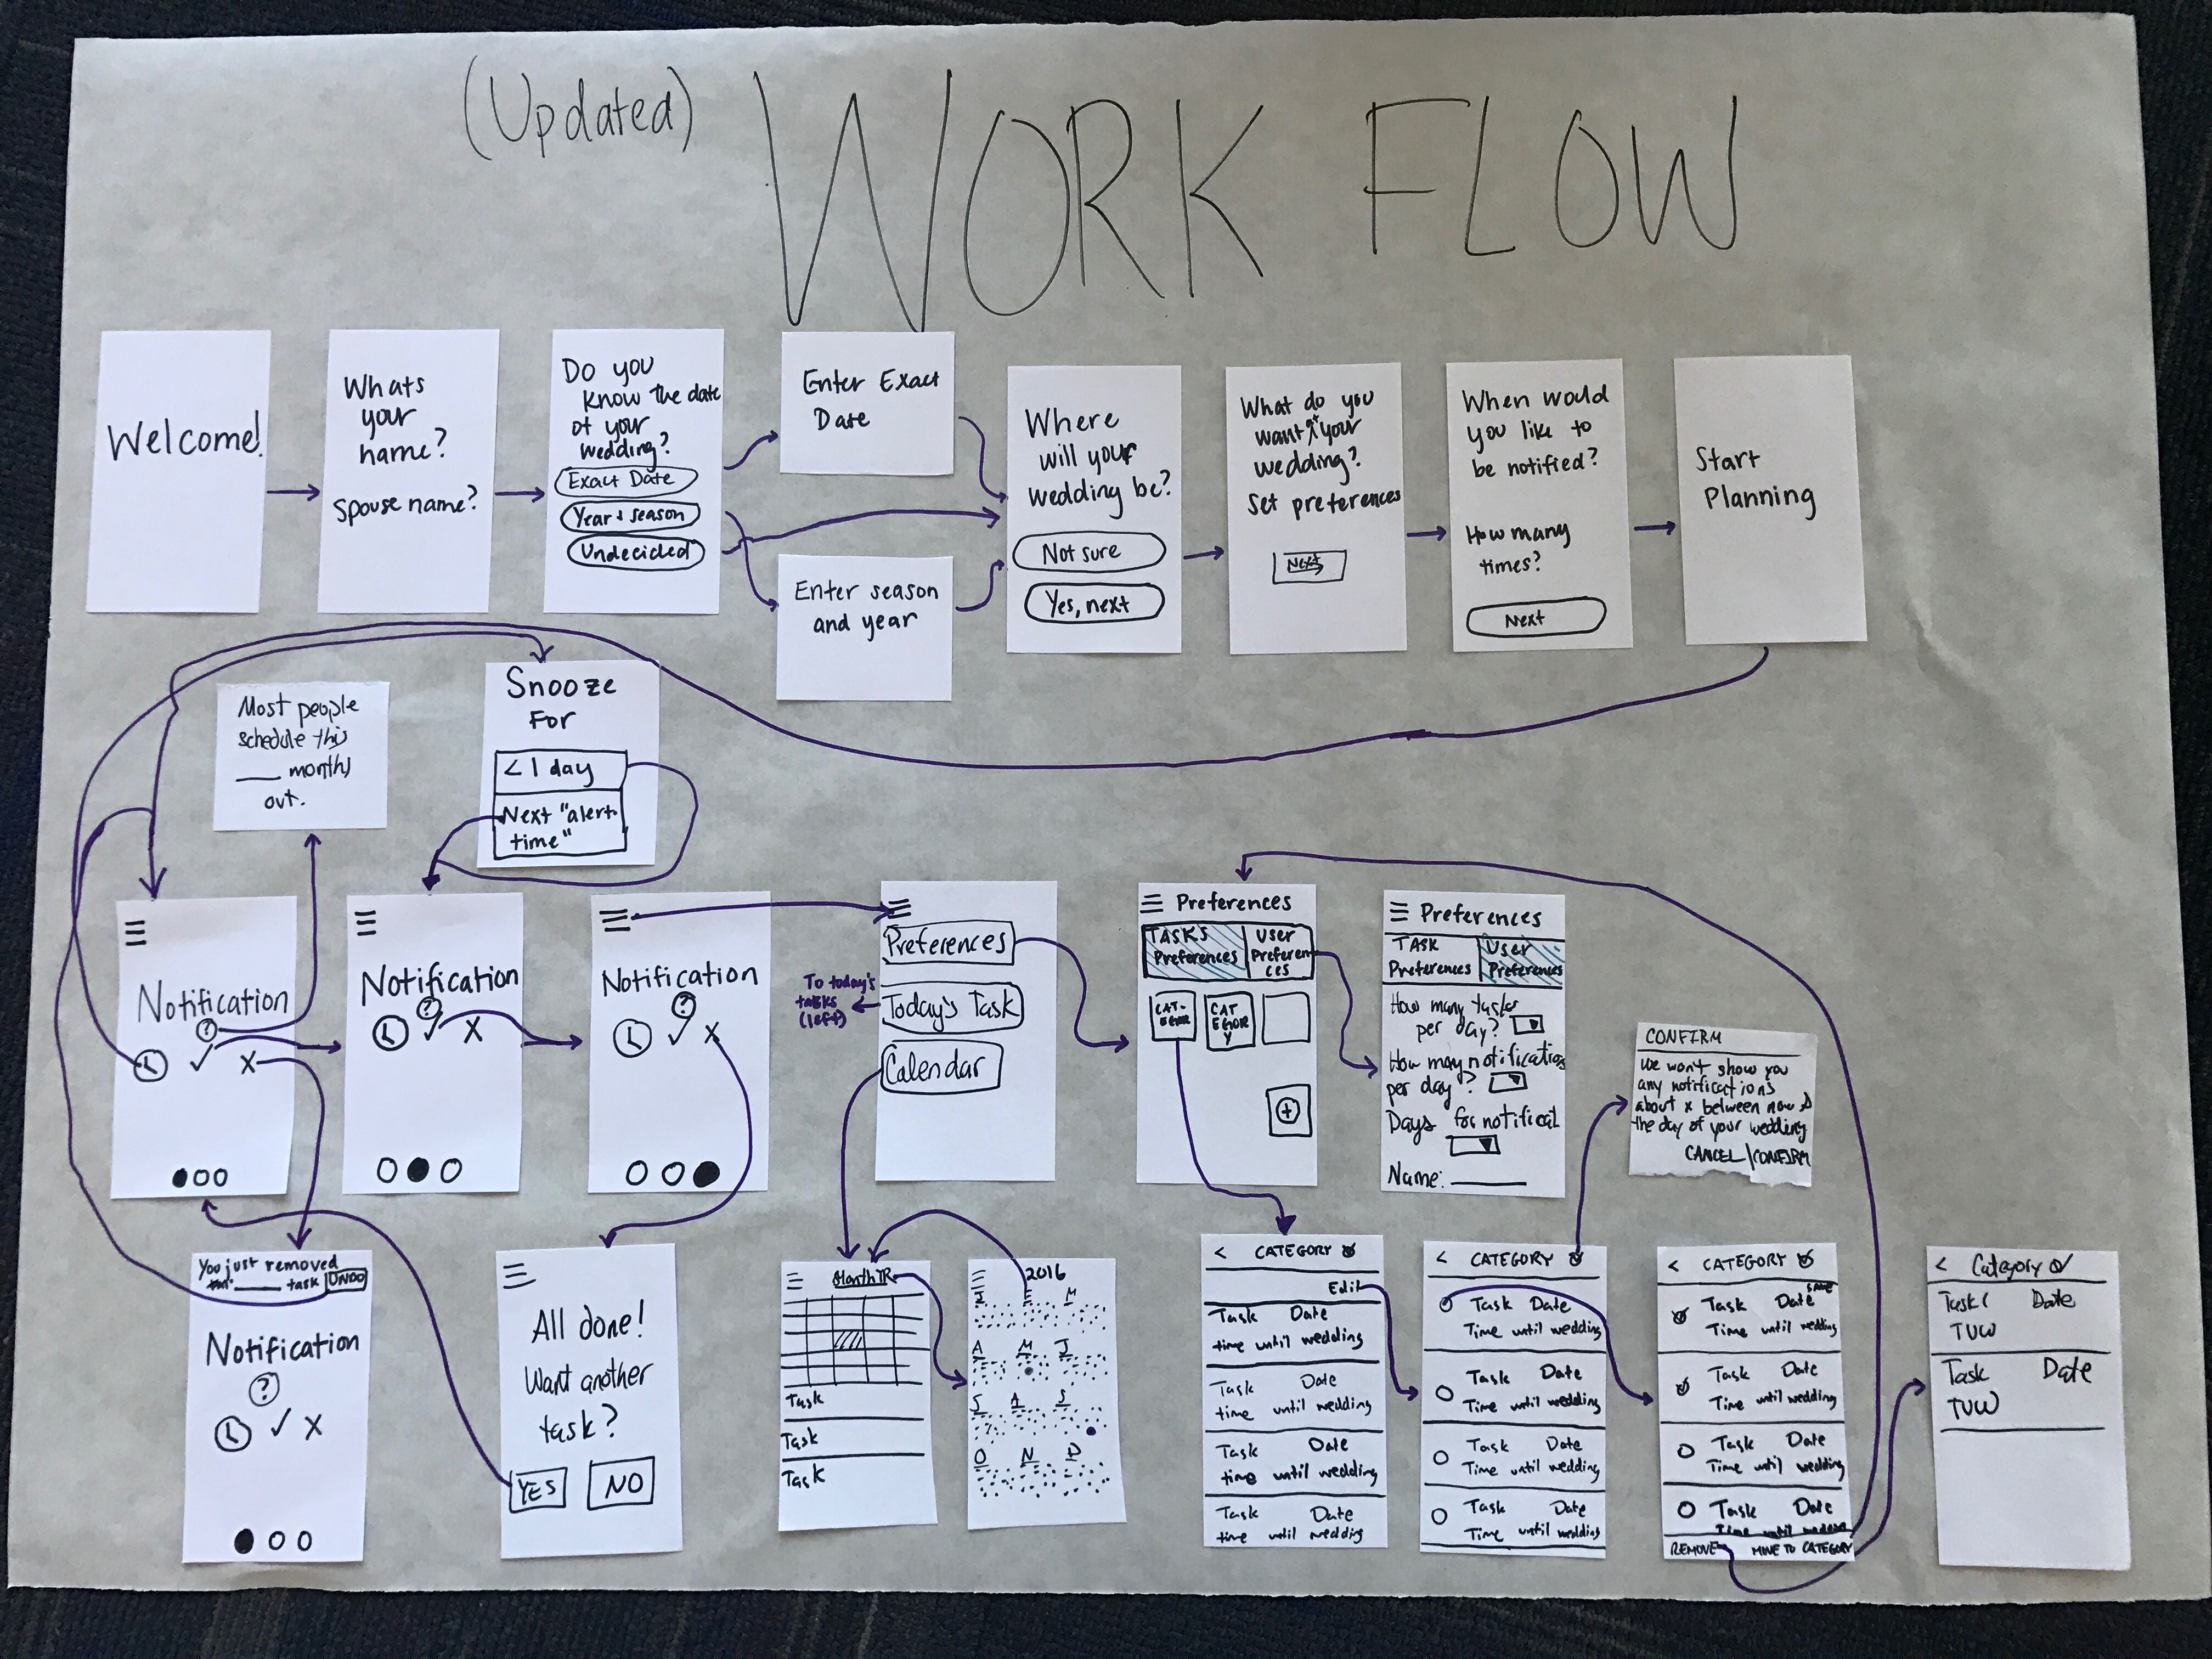 (Updated) WORK FLOW
Welcome!
Whats
your
name?
Spouse name?
Do you
know the date
of your
wedding?
Exact Date
Year + season
Undecided
Enter Exact
Date
Enter season
and year
Where
will your
wedding be?
Not sure
Yes, next
What do you
want at your
wedding?
Set preferences
Next
When would
you like to
be notified?
How many
times?
Next
Start
Planning
Most people
schedule this
___ months
out.
Snooze
For
< 1 day
Next "alert
time"
Notification
?
✓ X
Notification
?
✓ X
Notification
?
✓ X
Preferences
Today's Task
Calendar
To today's
tasks
(left)
Preferences
TASKS
Preferences
User
Preferen
ces
CAT-
EGORY
CAT
EGOR
Y
+
Preferences
TASK
Preferences
User
Preferences
How many tasks
per day?
How many notifications
per day?
Days for notificat
Name: ____
CONFIRM
We won't show you
any notifications
about x between now &
the day of your wedding
CANCEL | CONFIRM
You just removed
____ task UNDO
Notification
?
✓ X
All done!
Want another
task?
YES NO
Month YR
Task
Task
Task
2016
J F M
A M J
J A S
O N D
< CATEGORY
Edit
Task Date
time until wedding
Task Date
time until wedding
Task Date
time until wedding
Task Date
time until wedding
< CATEGORY
Task Date
Time until wedding
Task Date
Time until wedding
Task Date
Time until wedding
Task Date
Time until wedding
< CATEGORY
SAVE
Task Date
Time until wedding
Task Date
Time until wedding
Task Date
Time until wedding
Task Date
Time until wedding
REMOVE MOVE TO CATEGORY
< Category
Task Date
TUW
Task Date
TUW